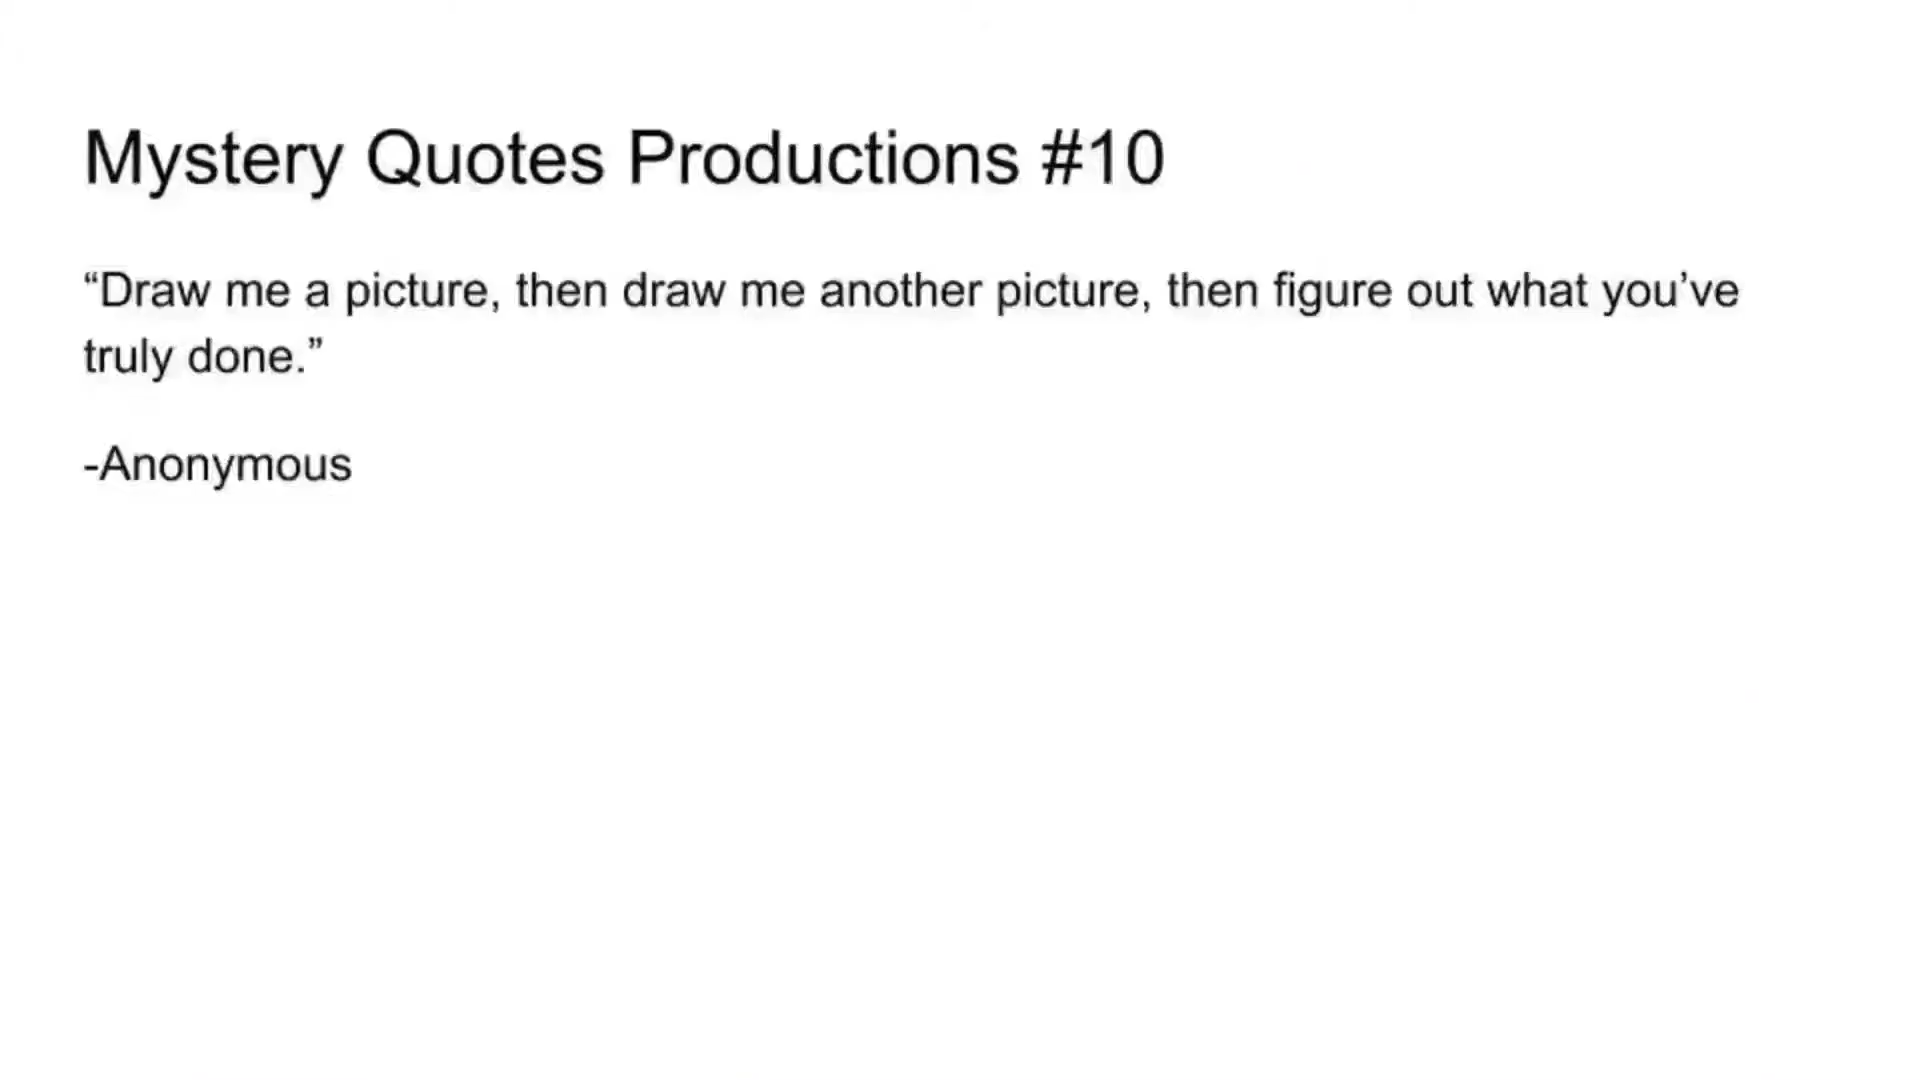 Mystery Quotes Productions #10
“Draw me a picture, then draw me another picture, then figure out what you’ve
truly done.”
-Anonymous